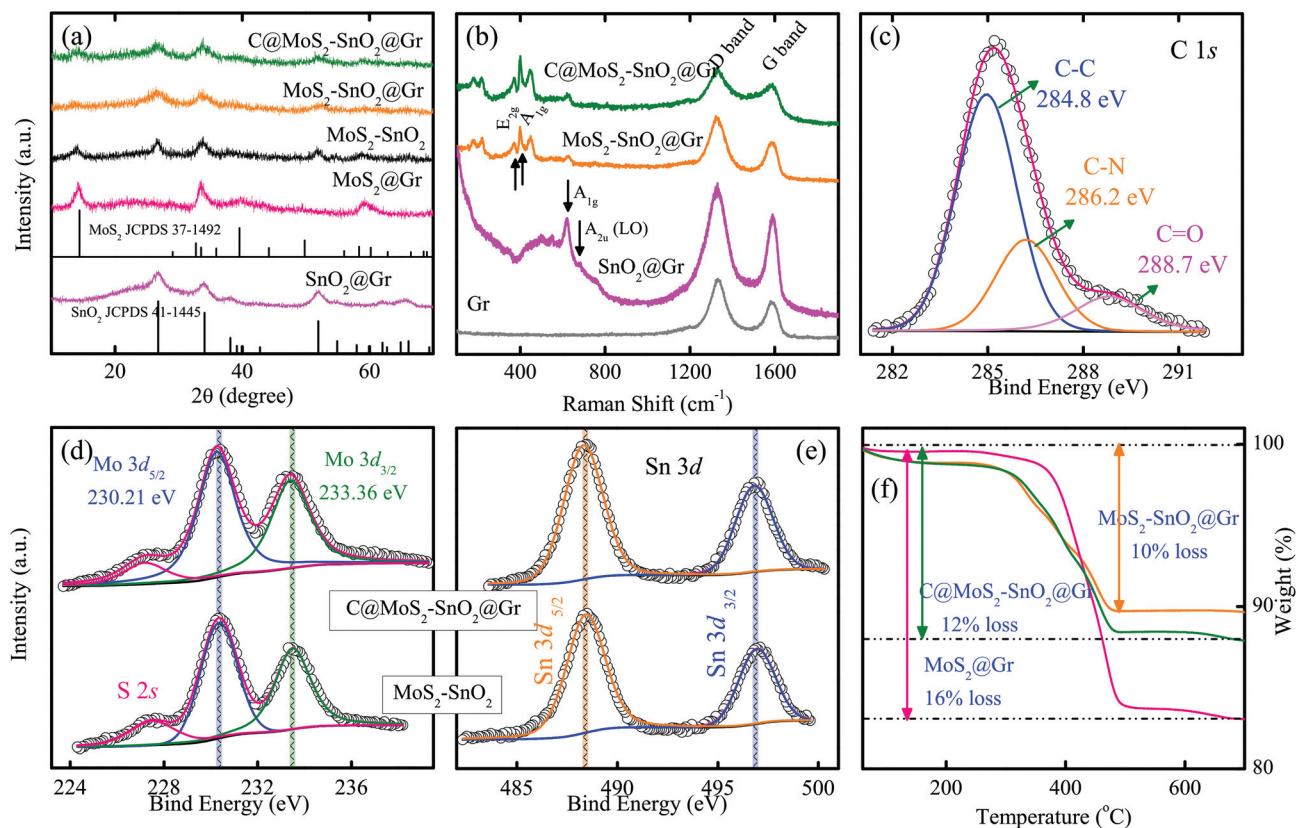 (a)
C@MoS₂-SnO₂@Gr
MoS₂-SnO₂@Gr
MoS₂-SnO₂
MoS₂@Gr
MoS₂ JCPDS 37-1492
SnO₂@Gr
SnO₂ JCPDS 41-1445
Intensity (a.u.)
20 40 60
2θ (degree)
(b)
D band
G band
C@MoS₂-SnO₂@Gr
E₂g
A₁g
MoS₂-SnO₂@Gr
A₁g
A₂u (LO)
SnO₂@Gr
Gr
400 800 1200 1600
Raman Shift (cm⁻¹)
(c)
C 1s
C-C
284.8 eV
C-N
286.2 eV
C=O
288.7 eV
282 285 288 291
Bind Energy (eV)
(d)
Mo 3d₅/₂
230.21 eV
Mo 3d₃/₂
233.36 eV
S 2s
Intensity (a.u.)
224 228 232 236
Bind Energy (eV)
C@MoS₂-SnO₂@Gr
MoS₂-SnO₂
(e)
Sn 3d
Sn 3d 5/2
Sn 3d 3/2
485 490 495 500
Bind Energy (eV)
(f)
MoS₂-SnO₂@Gr
10% loss
C@MoS₂-SnO₂@Gr
12% loss
MoS₂@Gr
16% loss
100
90
80
Weight (%)
200 400 600
Temperature (°C)